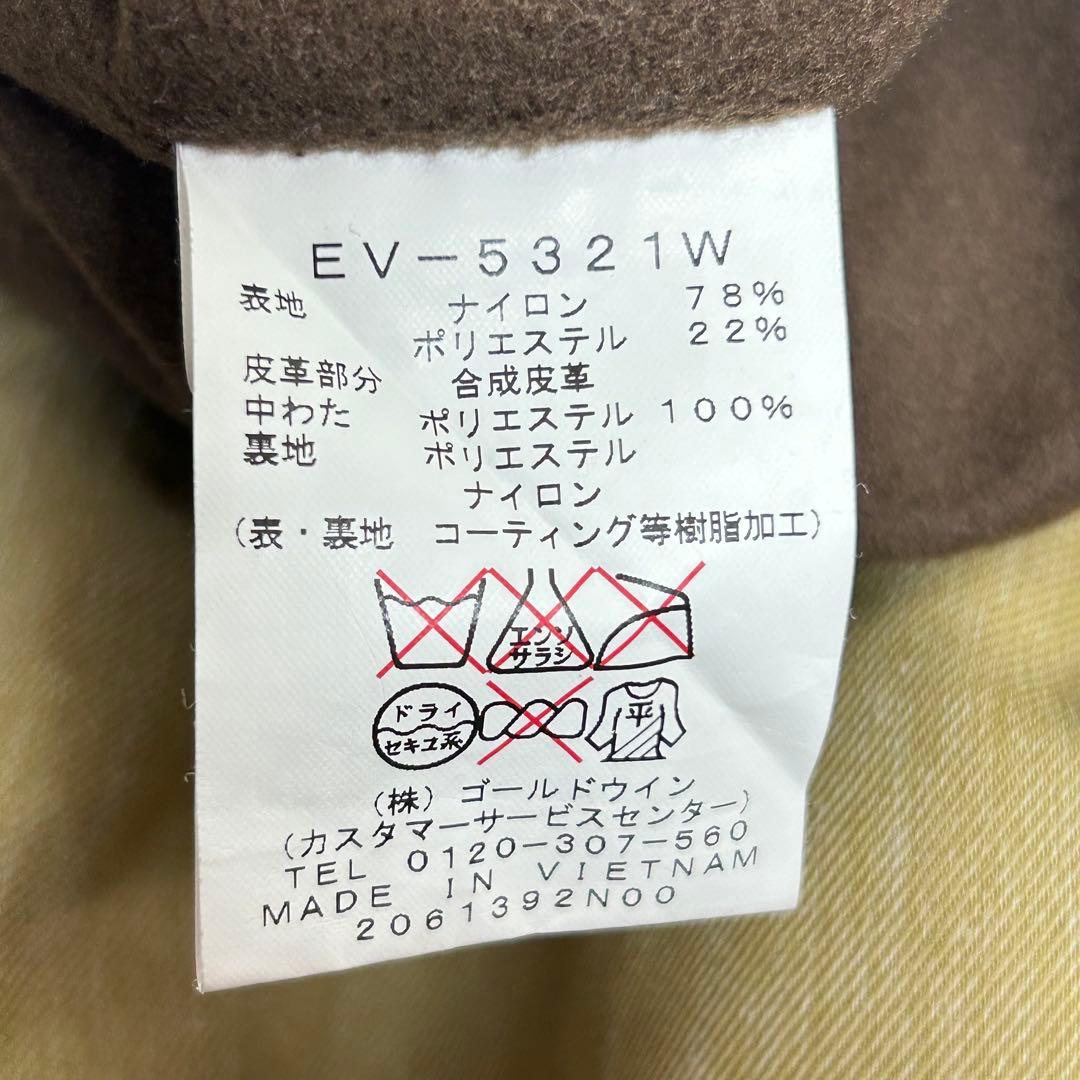 EV-5321W
表地 ナイロン 78%
ポリエステル 22%
皮革部分 合成皮革
中わた ポリエステル 100%
裏地 ポリエステル
ナイロン
(表・裏地 コーティング等樹脂加工)
エンソ
サラシ
ドライ
セキユ系
平
(株) ゴールドウイン
(カスタマーサービスセンター)
TEL 0120-307-560
MADE IN VIETNAM
2061392N00